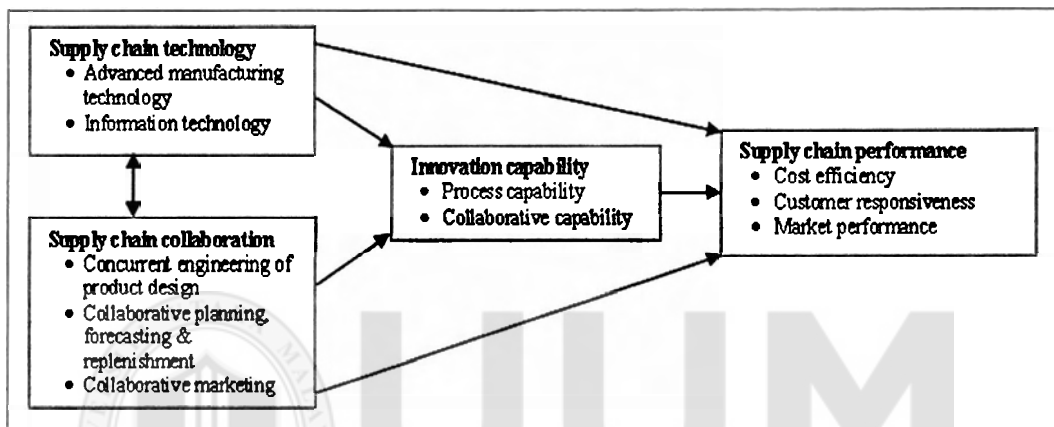 Supply chain technology
• Advanced manufacturing
technology
• Information technology
Innovation capability
• Process capability
• Collaborative capability
Supply chain performance
• Cost efficiency
• Customer responsiveness
• Market performance
Supply chain collaboration
• Concurrent engineering of
product design
• Collaborative planning,
forecasting &
replenishment
• Collaborative marketing
UUM